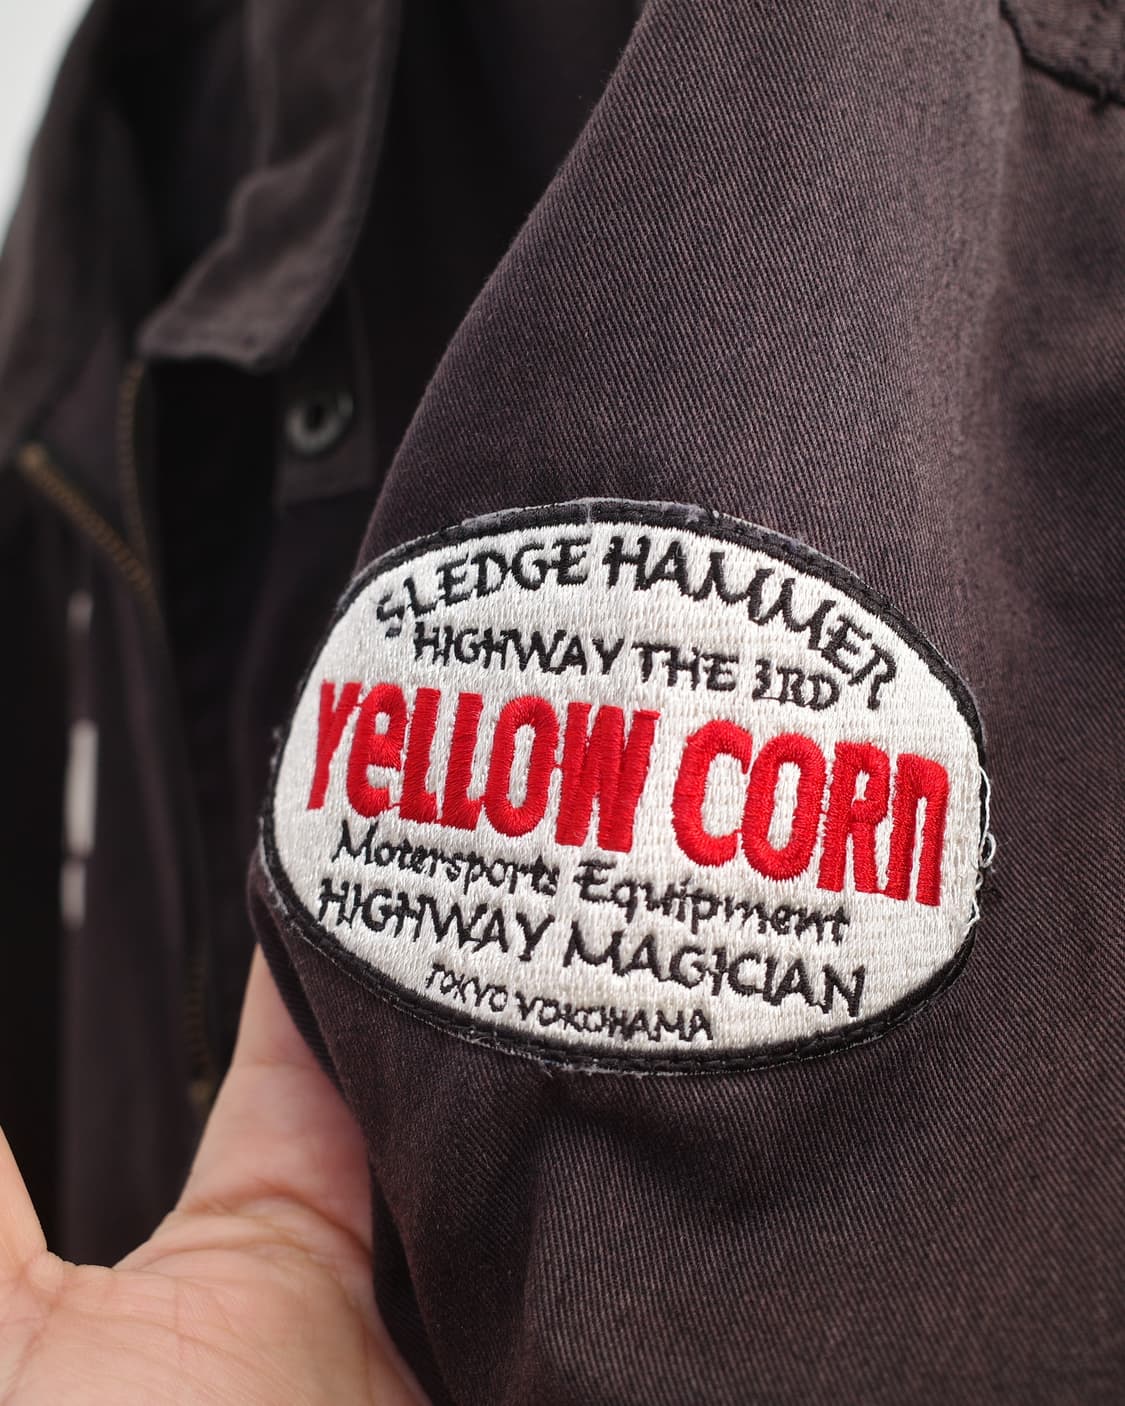 SLEDGE HAMMER
HIGHWAY THE 3RD
YeLLOW CORN
Motersports Equipment
HIGHWAY MAGICIAN
TOKYO YOKOHAMA